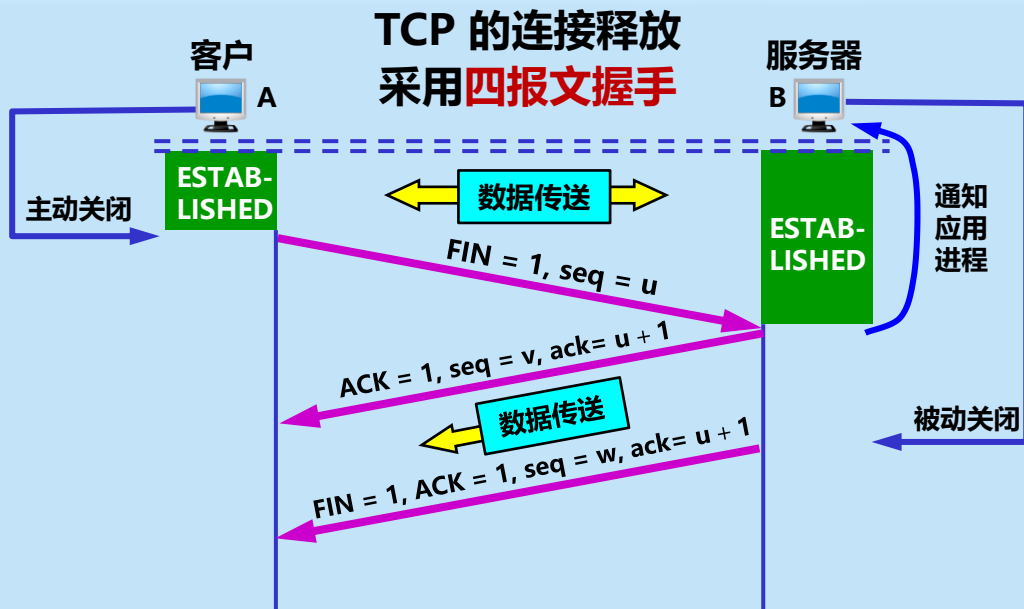 TCP 的连接释放
采用四报文握手
客户
A
服务器
B
ESTAB-
LISHED
主动关闭
数据传送
ESTAB-
LISHED
通知
应用
进程
FIN = 1, seq = u
ACK = 1, seq = v, ack= u + 1
数据传送
被动关闭
FIN = 1, ACK = 1, seq = w, ack= u + 1